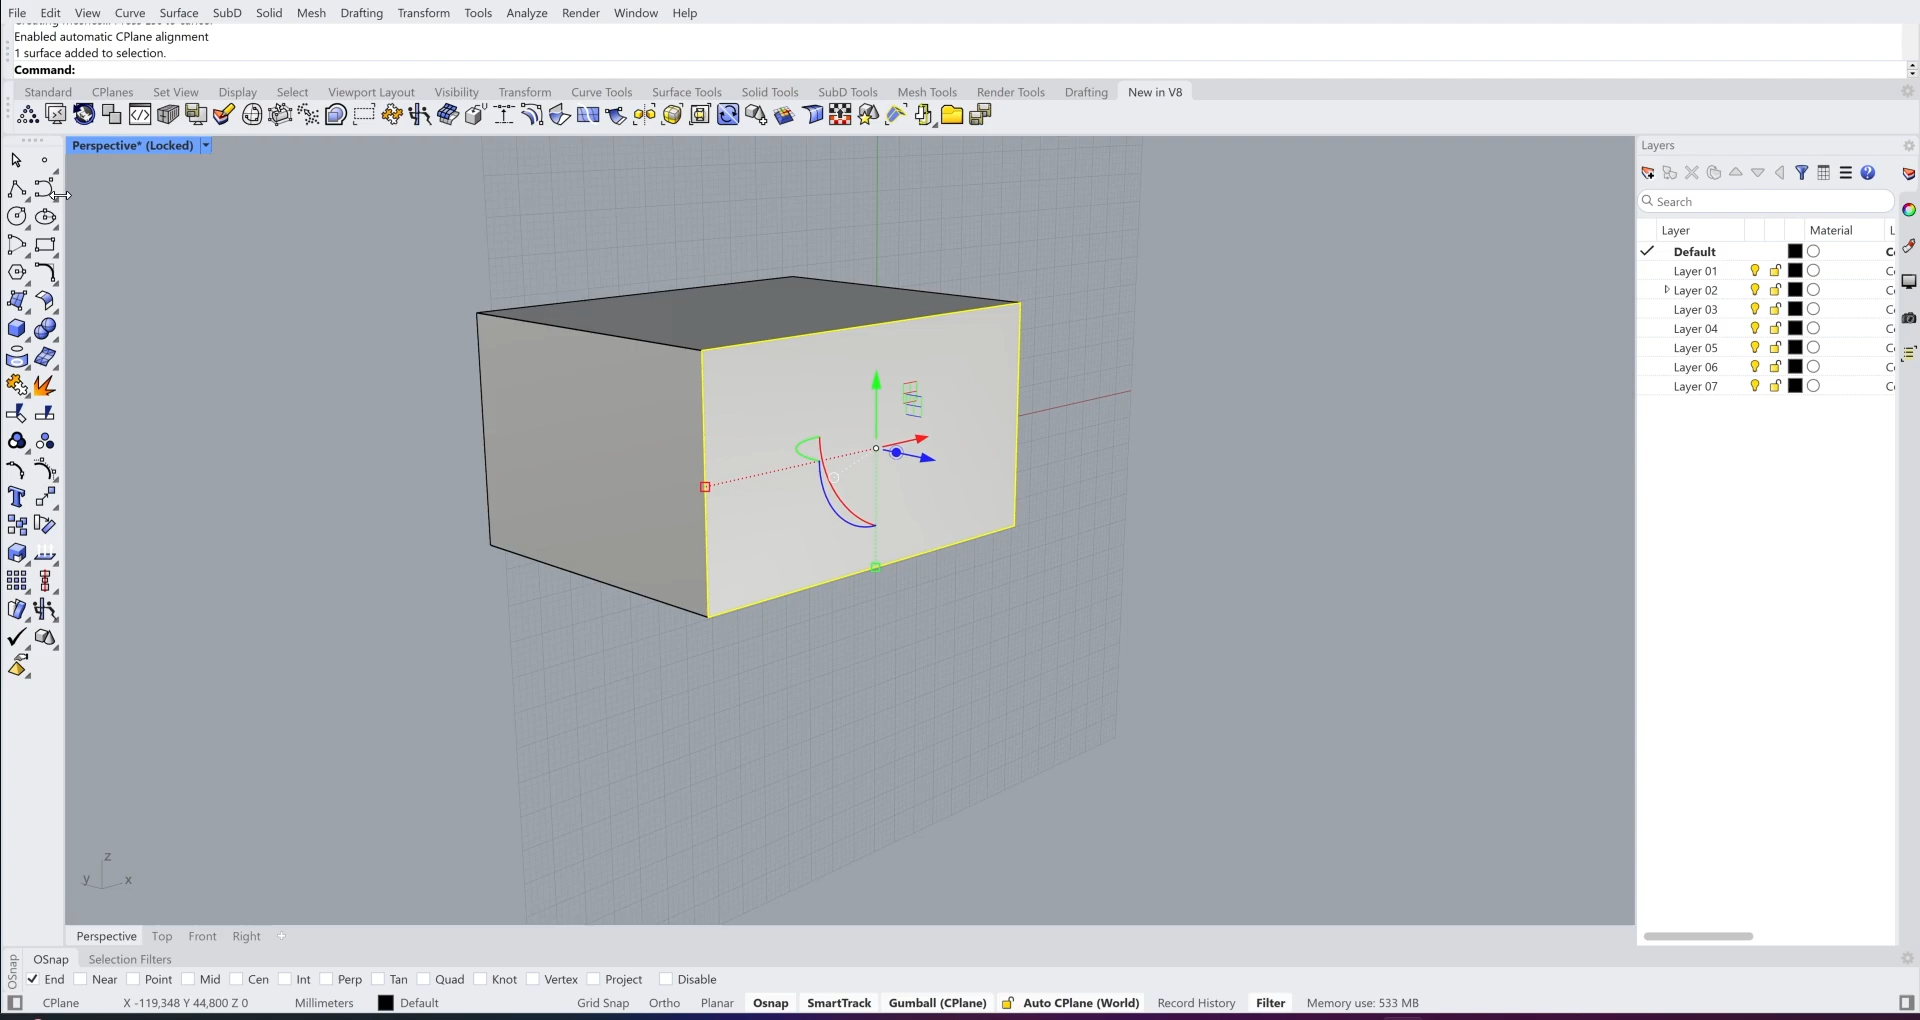 File Edit View Curve Surface SubD Solid Mesh Drafting Transform Tools Analyze Render Window Help
Enabled automatic CPlane alignment
1 surface added to selection.
Command:
Standard CPlanes Set View Display Select Viewport Layout Visibility Transform Curve Tools Surface Tools Solid Tools SubD Tools Mesh Tools Render Tools Drafting New in V8
Perspective* (Locked)
Layers
Search
Layer Material L
Default
Layer 01
Layer 02
Layer 03
Layer 04
Layer 05
Layer 06
Layer 07
z
y x
Perspective Top Front Right
OSnap Selection Filters
OSnap
End Near Point Mid Cen Int Perp Tan Quad Knot Vertex Project Disable
CPlane X -119,348 Y 44,800 Z 0 Millimeters Default Grid Snap Ortho Planar Osnap SmartTrack Gumball (CPlane) Auto CPlane (World) Record History Filter Memory use: 533 MB